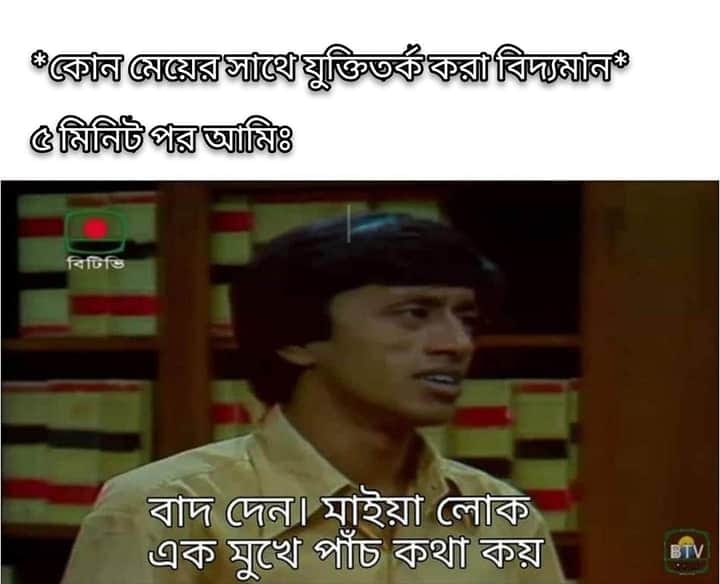 *কোন মেয়ের সাথে যুক্তিতর্ক করা বিদ্যমান*
৫ মিনিট পর আমিঃ
বিটিভি
বাদ দেন। মাইয়া লোক
এক মুখে পাঁচ কথা কয়
BTV